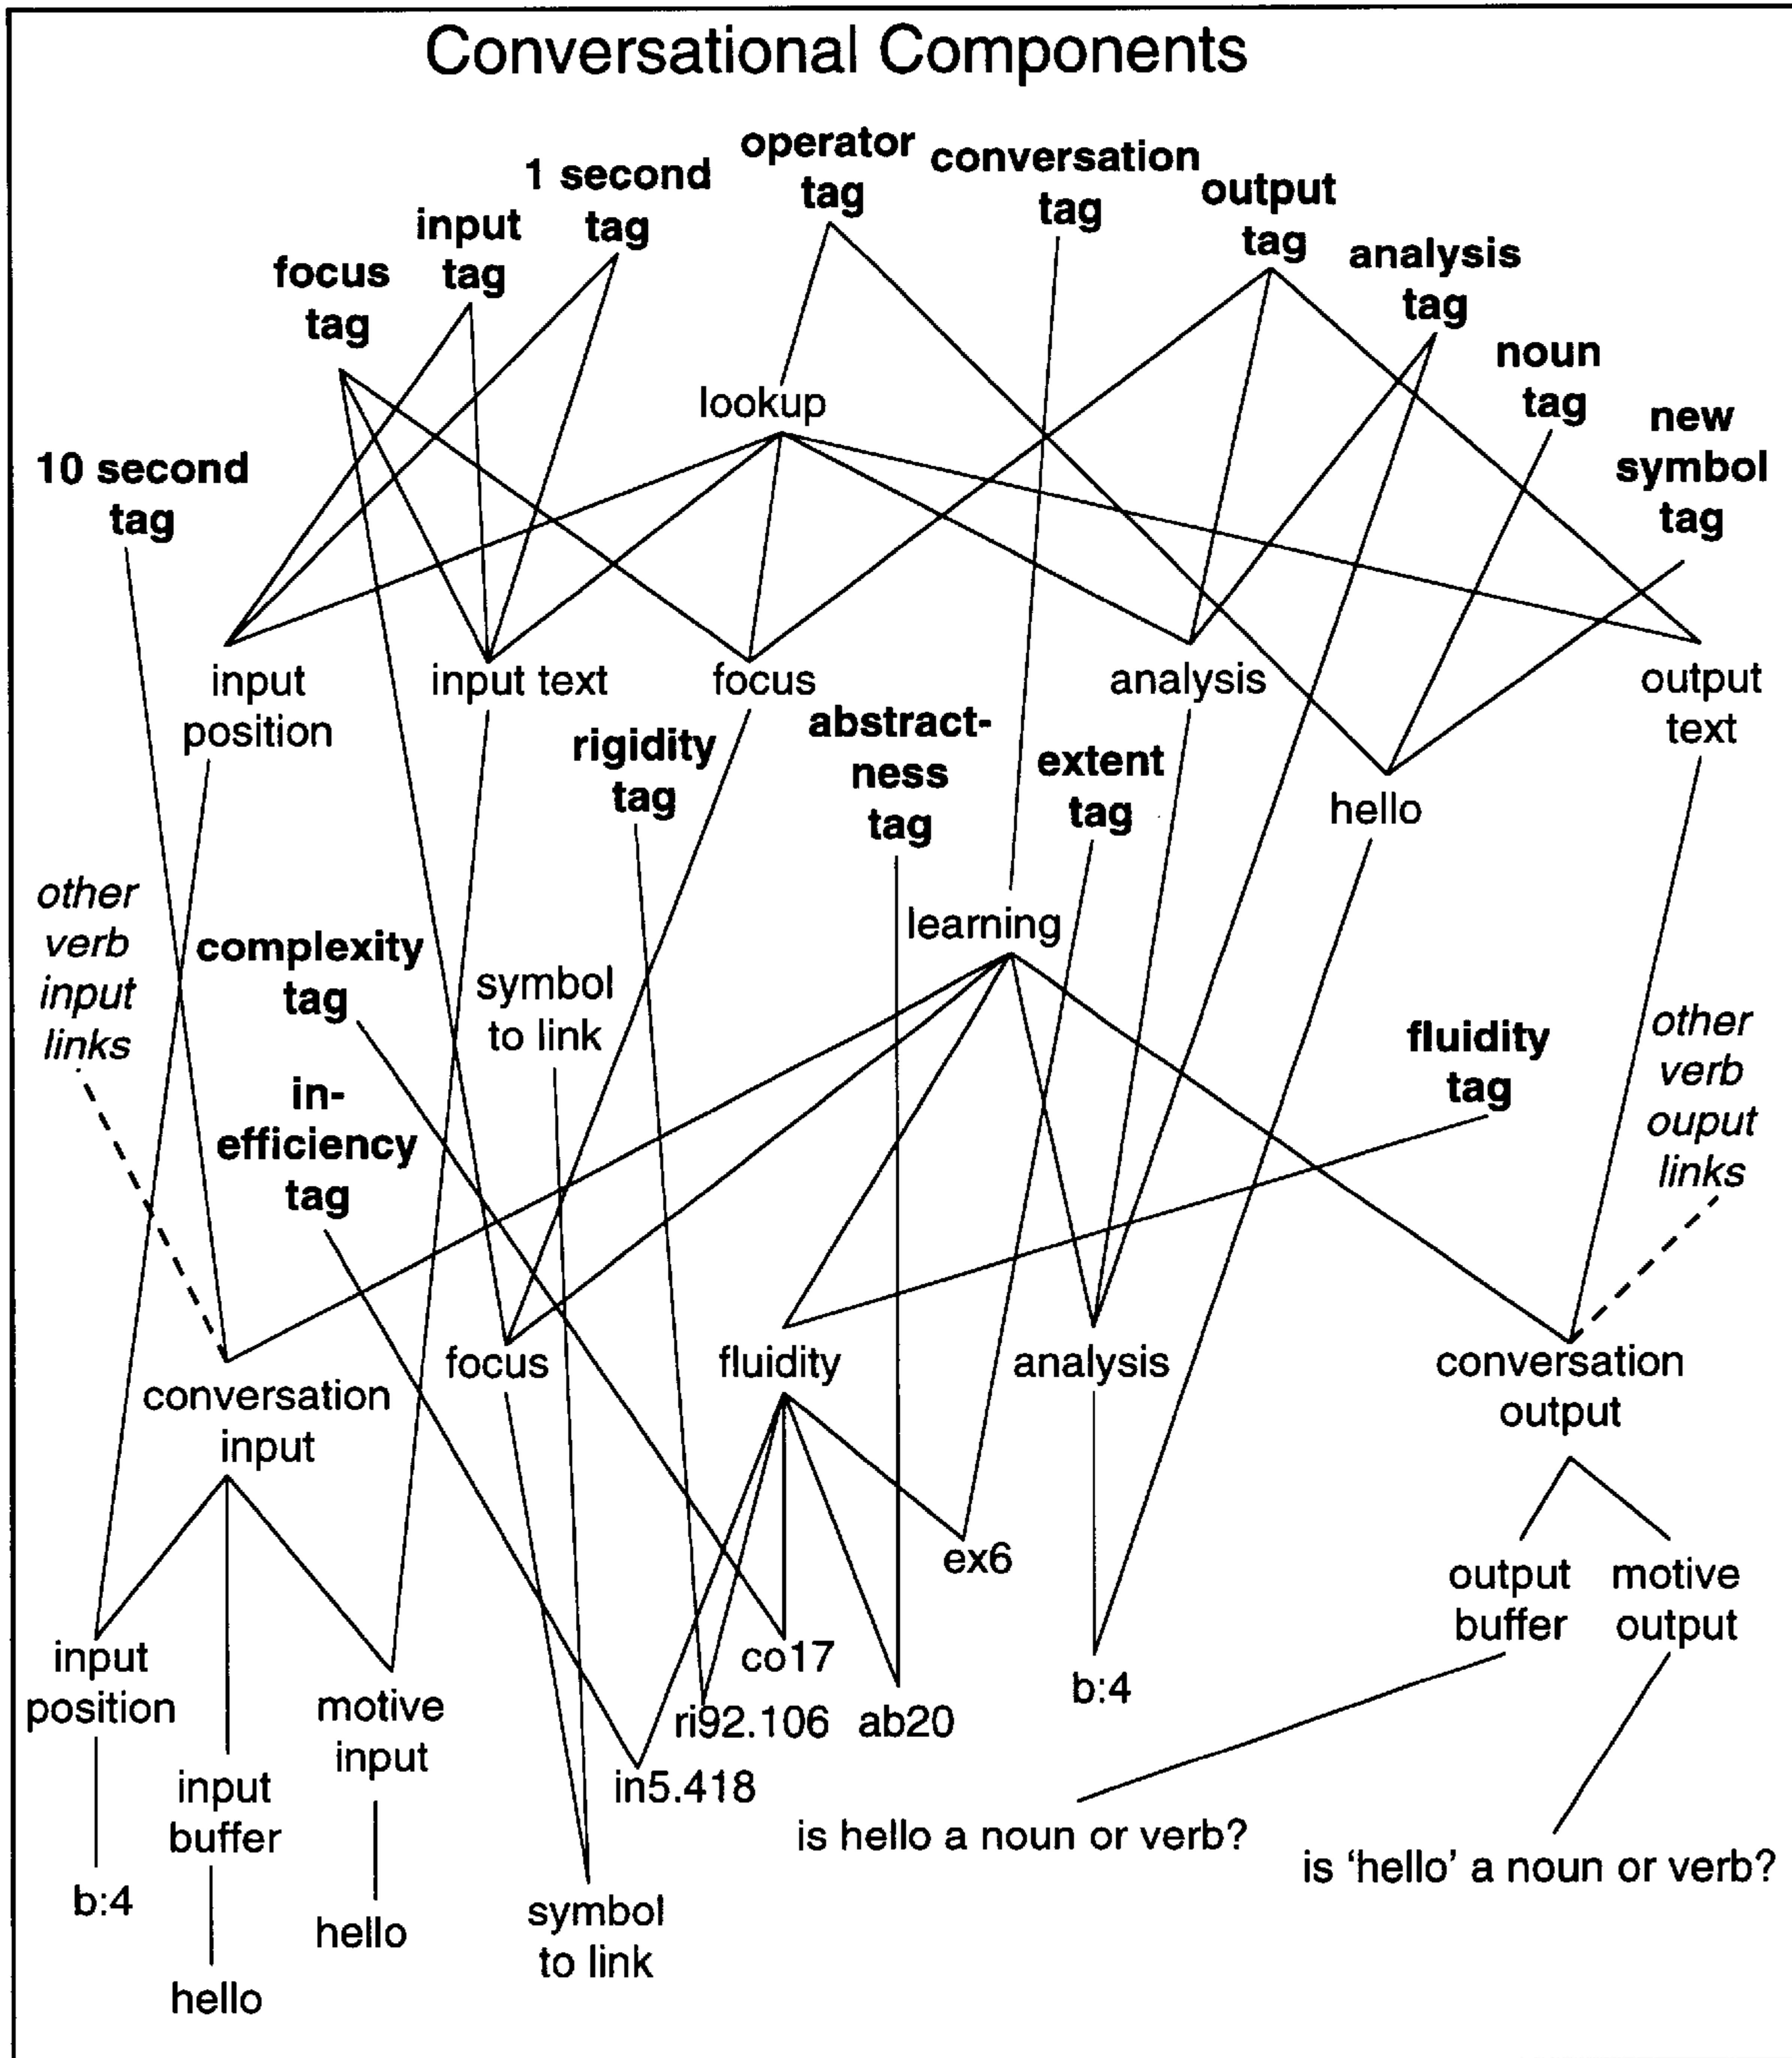 Conversational Components
operator
tag
conversation
tag
1 second
tag
output
tag
input
tag
analysis
tag
focus
tag
noun
tag
lookup
new
symbol
tag
10 second
tag
input
position
input text
focus
analysis
output
text
rigidity
tag
abstract-
ness
tag
extent
tag
hello
other
verb
input
links
complexity
tag
learning
symbol
to link
fluidity
tag
other
verb
ouput
links
in-
efficiency
tag
conversation
input
focus
fluidity
analysis
conversation
output
ex6
output
buffer
motive
output
input
position
co17
b:4
motive
input
ri92.106
ab20
input
buffer
in5.418
is hello a noun or verb?
is ‘hello’ a noun or verb?
b:4
hello
symbol
to link
hello